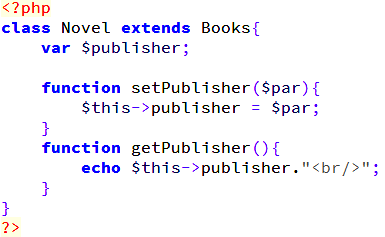 <?php
class Novel extends Books{
    var $publisher;

    function setPublisher($par){
        $this->publisher = $par;
    }
    function getPublisher(){
        echo $this->publisher."<br/>";
    }
}
?>